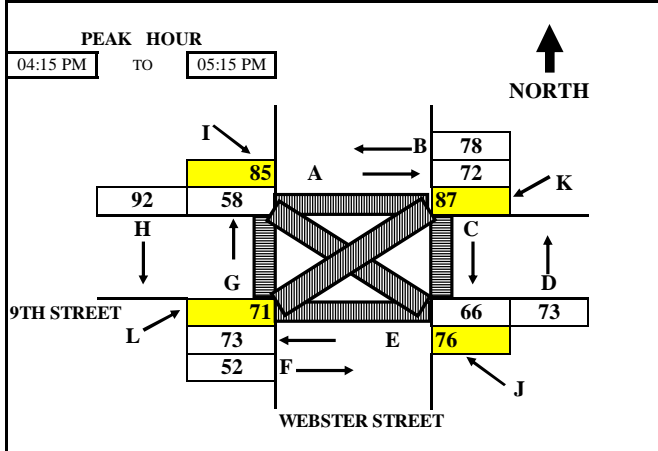 PEAK HOUR
04:15 PM TO 05:15 PM
NORTH
I
B 78
85 A 72
K
92 58 87
H C
G D
9TH STREET 71 66 73
L 73 E 76
52 F
J
WEBSTER STREET